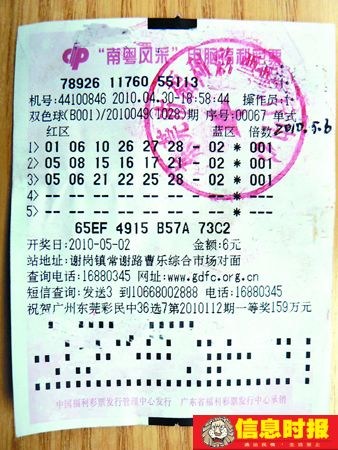 "南粤风采"电脑福利彩票
78926 11760 55113
机号:44100846 2010.04.30-18:58:44 操作员:1
双色球(B001)/2010049(1028)期 序号:00067 单式
红区 蓝区 倍数 2010.5.6
1>01 06 10 26 27 28 - 02 * 001
2>05 08 15 16 17 21 - 02 * 001
3>05 06 21 22 25 28 - 02 * 001
4>-- -- -- -- -- -- - -- * ---
5>-- -- -- -- -- -- - -- * ---
65EF 4915 B57A 73C2
开奖日:2010-05-02 金额:6元
站地址:谢岗镇常谢路曹乐综合市场对面
查询电话:16880345 网址:www.gdfc.org.cn
短信查询:发送3 到10668002888 电话:16880345
祝贺广州东莞彩民中36选7第2010112期一等奖159万元
中国福利彩票发行管理中心发行 广东省福利彩票发行中心承销
信息时报